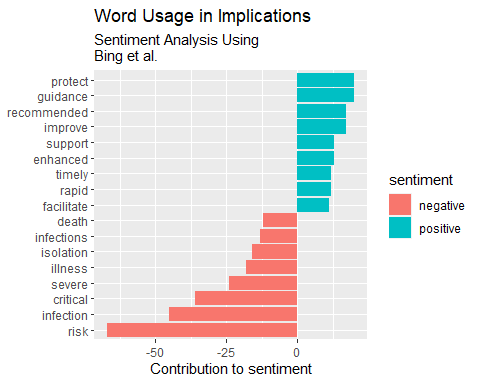 Word Usage in Implications
Sentiment Analysis Using
Bing et al.
protect
guidance
recommended
improve
support
enhanced
timely
rapid
facilitate
death
infections
isolation
illness
severe
critical
infection
risk
-50
-25
0
Contribution to sentiment
sentiment
negative
positive